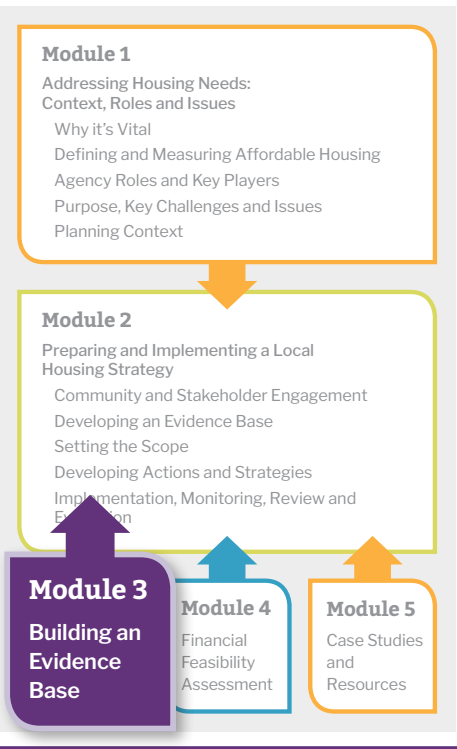 Module 1
Addressing Housing Needs:
Context, Roles and Issues
Why it's Vital
Defining and Measuring Affordable Housing
Agency Roles and Key Players
Purpose, Key Challenges and Issues
Planning Context
Module 2
Preparing and Implementing a Local
Housing Strategy
Community and Stakeholder Engagement
Developing an Evidence Base
Setting the Scope
Developing Actions and Strategies
Implementation, Monitoring, Review and
Module 3
Building an
Evidence
Base
Module 4
Financial
Feasibility
Assessment
Module 5
Case Studies
and
Resources